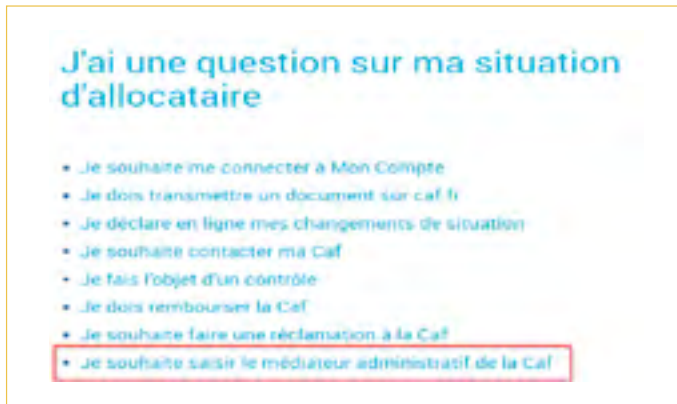 J'ai une question sur ma situation
d'allocataire
Je souhaite me connecter à Mon Compte
Je dois transmettre un document sur caf.fr
Je déclare en ligne mes changements de situation
Je souhaite contacter ma Caf
Je fais l'objet d'un contrôle
Je dois rembourser la Caf
Je souhaite faire une réclamation à la Caf
Je souhaite saisir le médiateur administratif de la Caf